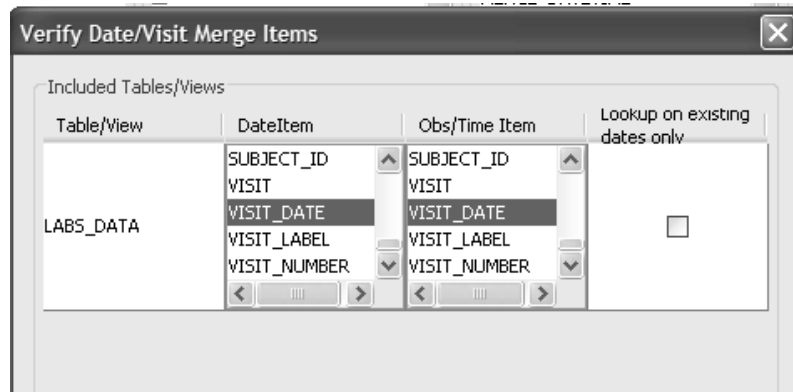 Verify Date/Visit Merge Items
Included Tables/Views
Table/View DateItem Obs/Time Item Lookup on existing
dates only
SUBJECT_ID SUBJECT_ID
VISIT VISIT
LABS_DATA VISIT_DATE VISIT_DATE
VISIT_LABEL VISIT_LABEL
VISIT_NUMBER VISIT_NUMBER